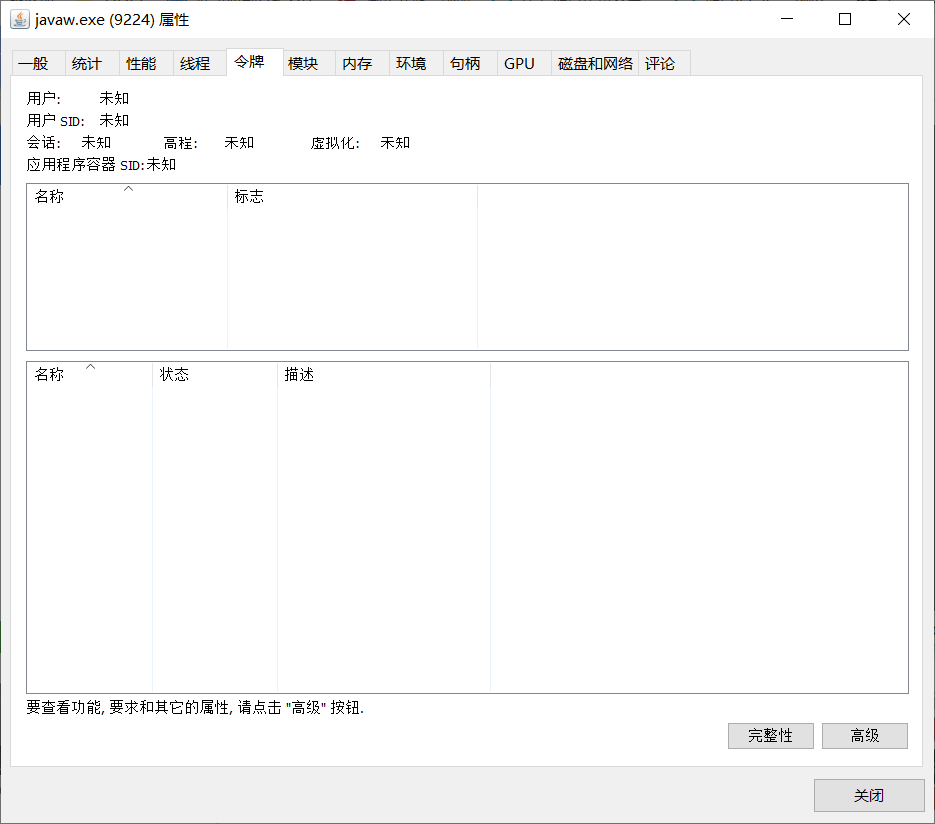 javaw.exe (9224) 属性
一般 统计 性能 线程 令牌 模块 内存 环境 句柄 GPU 磁盘和网络 评论
用户: 未知
用户 SID: 未知
会话: 未知 高程: 未知 虚拟化: 未知
应用程序容器 SID:未知
名称 标志
名称 状态 描述
要查看功能, 要求和其它的属性, 请点击 "高级" 按钮.
完整性 高级
关闭